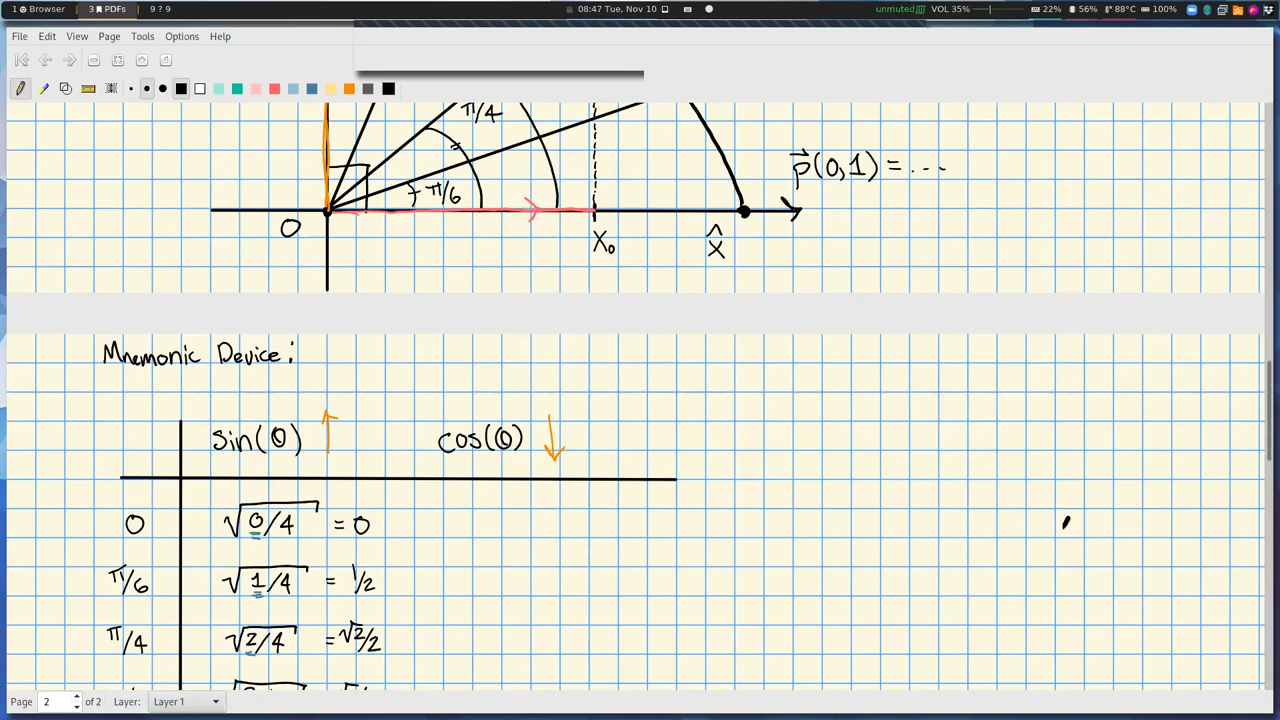 1 Browser 3 PDFs 9 ? 9 08:47 Tue, Nov 10 unmuted VOL 35% 22% 56% 88°C 100%
File Edit View Page Tools Options Help
π/4
p⃗(0,1) = ...
π/6
O
x₀
x̂
Mnemonic Device:
sin(θ) ↑ cos(θ) ↓
0 √0/4 = 0
π/6 √1/4 = 1/2
π/4 √2/4 = √2/2
Page 2 of 2 Layer: Layer 1